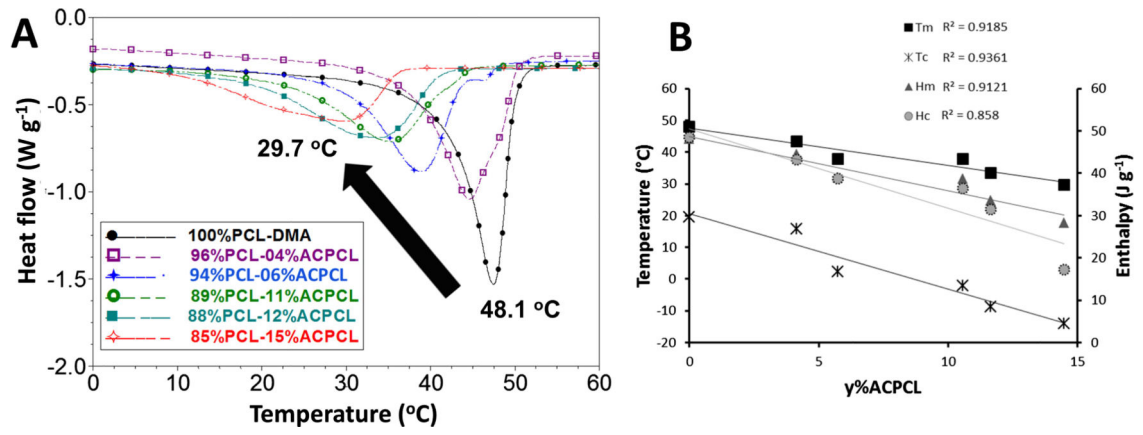 A
Heat flow (W g⁻¹)
0.0
-0.5
-1.0
-1.5
-2.0
29.7 °C
48.1 °C
100%PCL-DMA
96%PCL-04%ACPCL
94%PCL-06%ACPCL
89%PCL-11%ACPCL
88%PCL-12%ACPCL
85%PCL-15%ACPCL
0 10 20 30 40 50 60
Temperature (°C)
B
Tm R² = 0.9185
Tc R² = 0.9361
Hm R² = 0.9121
Hc R² = 0.858
Temperature (°C)
60
50
40
30
20
10
0
-10
-20
60
50
40
30
20
10
0
Enthalpy (J g⁻¹)
0 5 10 15
y%ACPCL